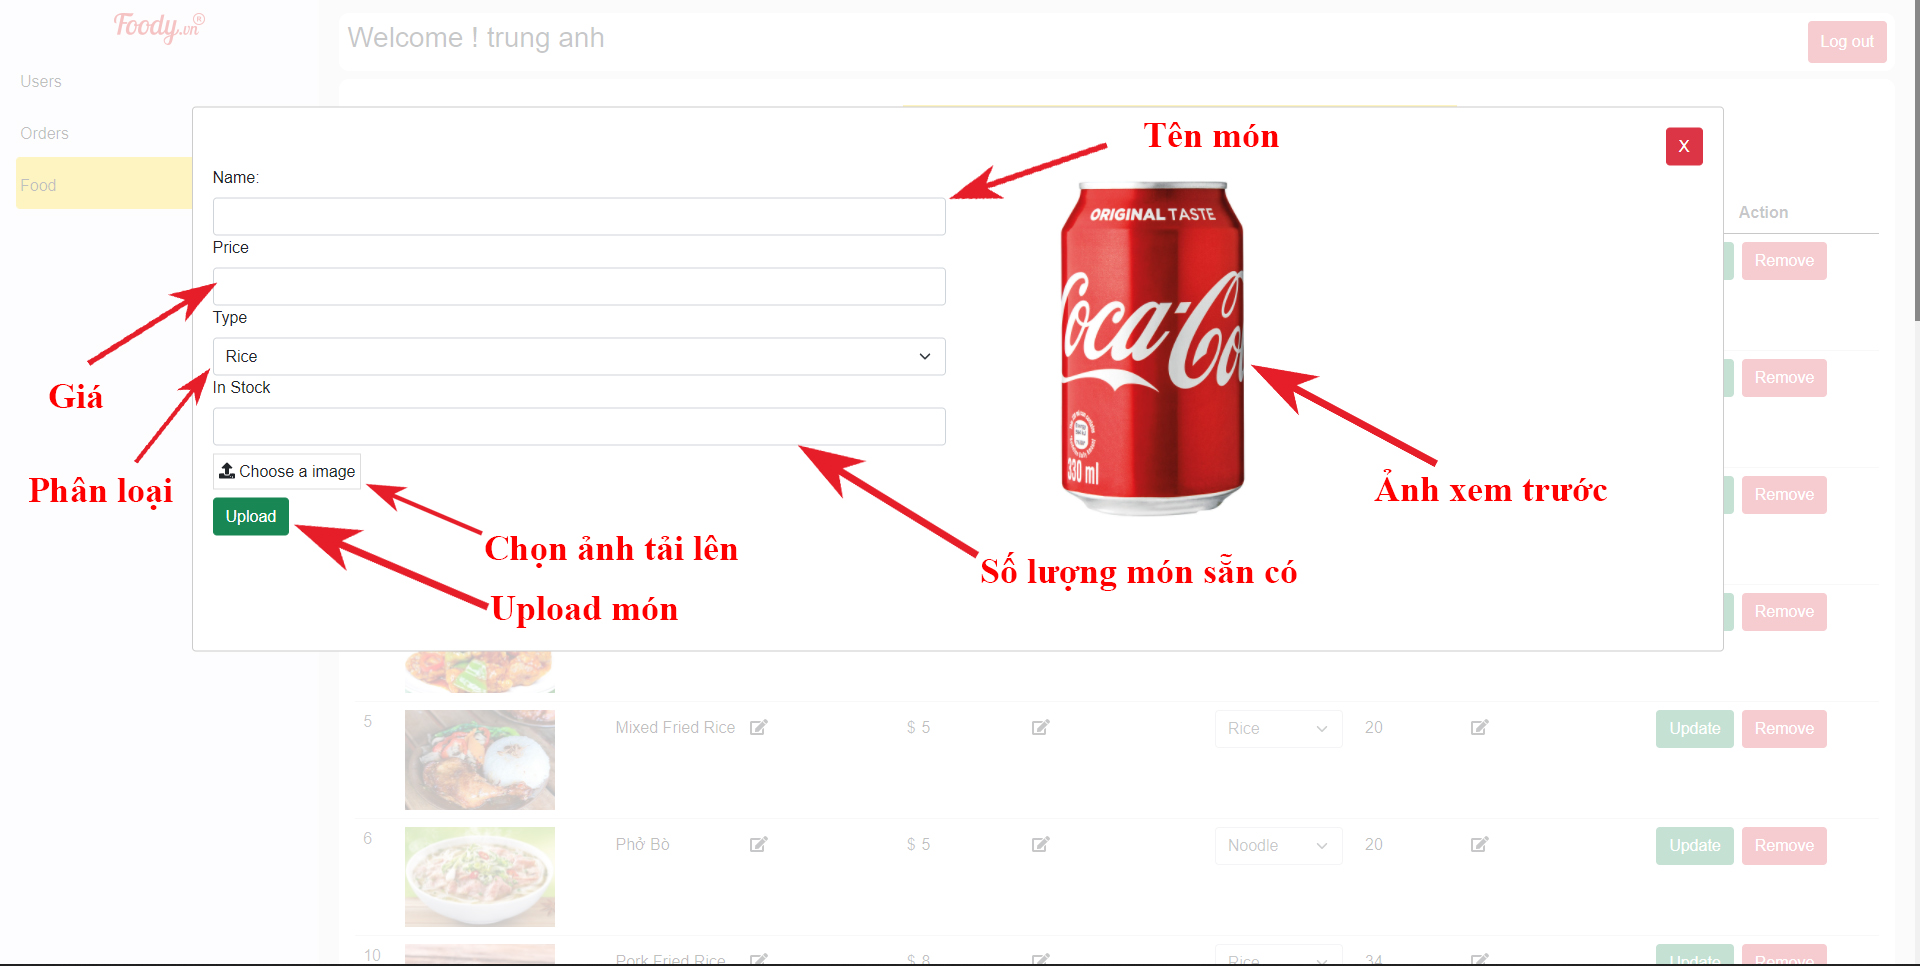 Foody.vn®
Welcome ! trung anh
Log out
Users
Orders
Food
Tên món
X
Name:
ORIGINAL TASTE
Action
Price
Remove
Giá
Type
Rice
Coca-Co
Remove
Phân loại
In Stock
330 ml
Ảnh xem trước
Remove
Choose a image
Upload
Chọn ảnh tải lên
Số lượng món sẵn có
Upload món
Remove
5 Mixed Fried Rice $ 5 Rice 20 Update Remove
6 Phở Bò $ 5 Noodle 20 Update Remove
10 Pork Fried Rice $ 8 Rice 34 Update Remove